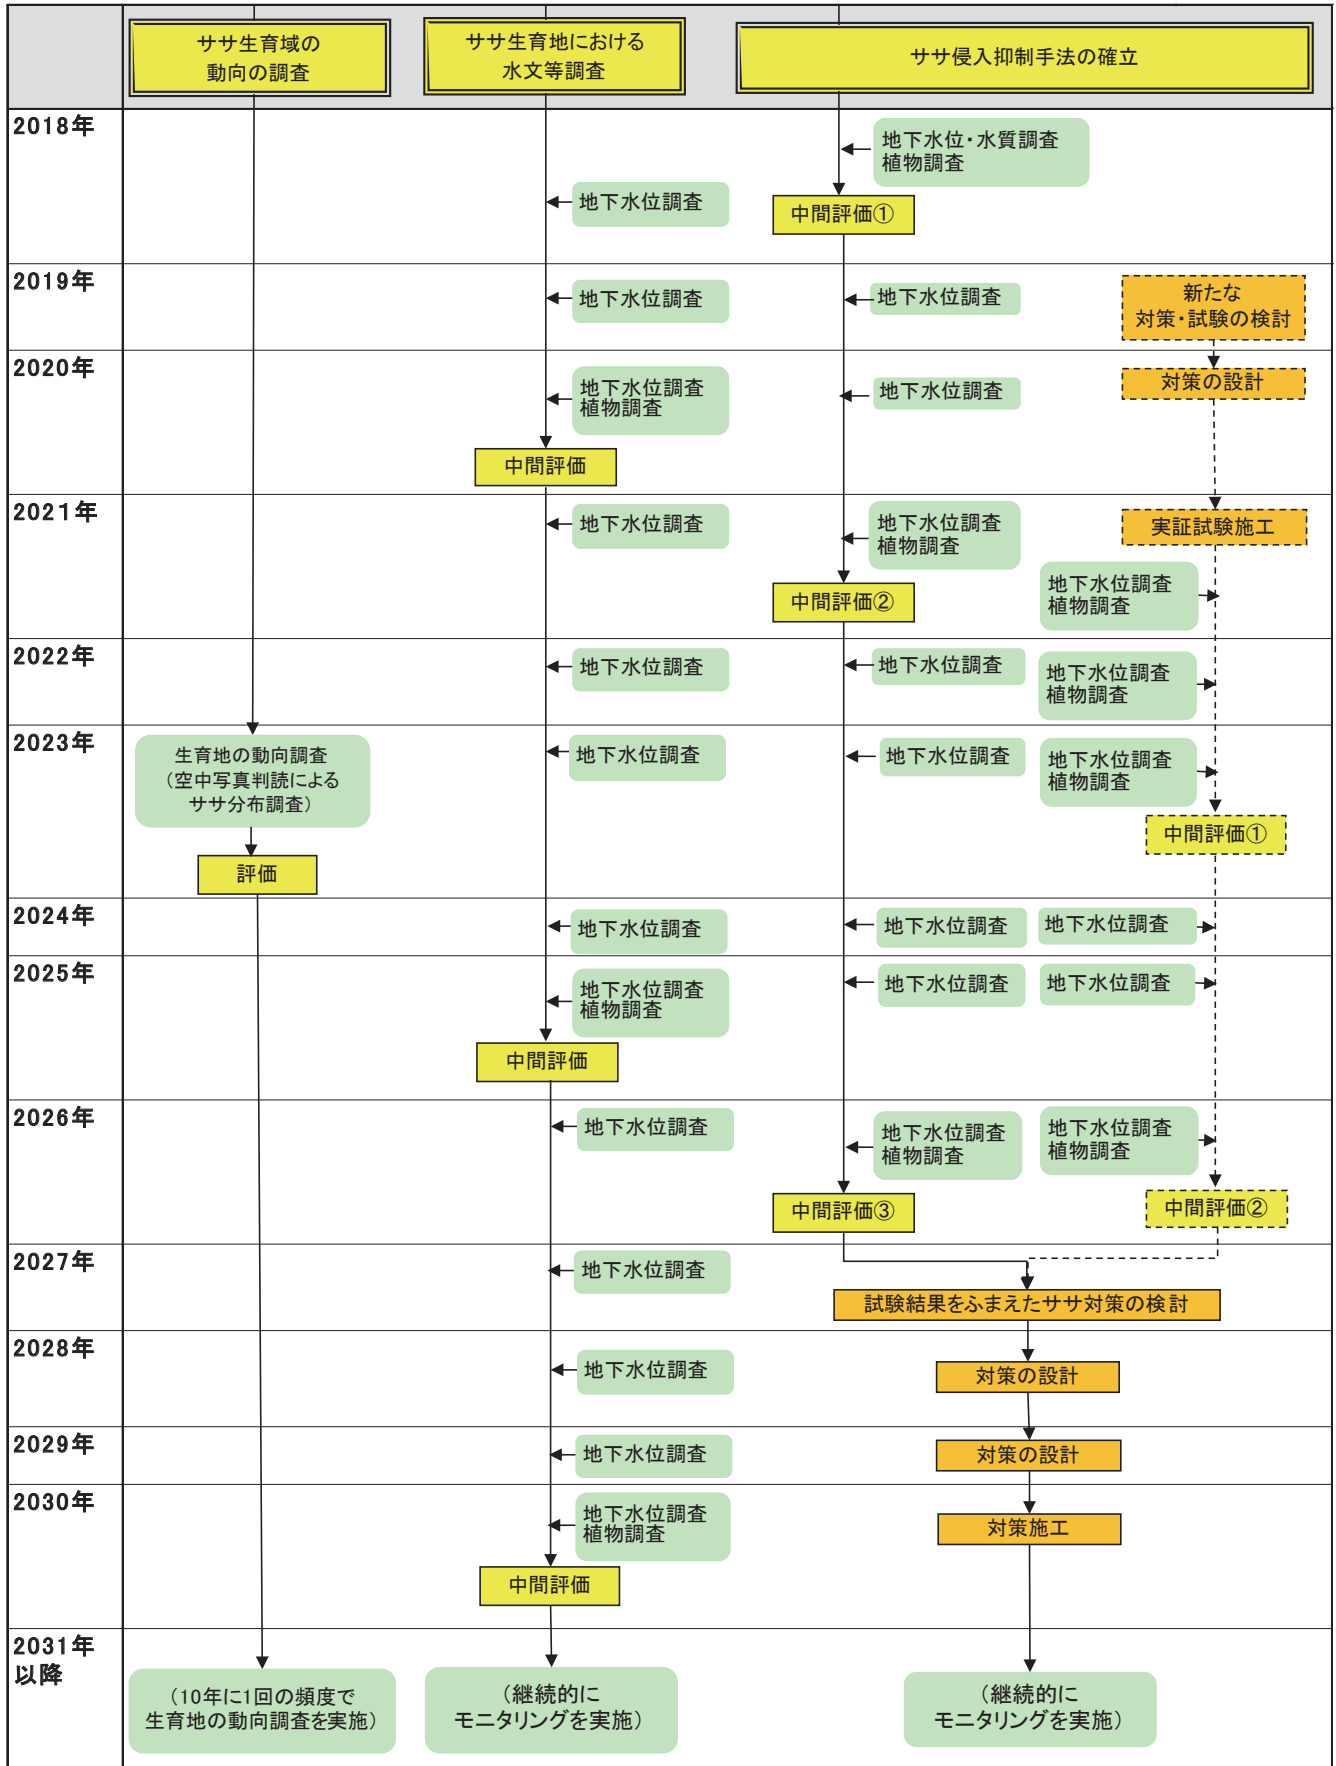 ササ生育域の
動向の調査
ササ生育地における
水文等調査
ササ侵入抑制手法の確立
2018年
地下水位・水質調査
植物調査
地下水位調査
中間評価①
2019年
地下水位調査
地下水位調査
新たな
対策・試験の検討
2020年
地下水位調査
植物調査
地下水位調査
対策の設計
中間評価
2021年
地下水位調査
地下水位調査
植物調査
実証試験施工
地下水位調査
植物調査
中間評価②
2022年
地下水位調査
地下水位調査
地下水位調査
植物調査
2023年
生育地の動向調査
（空中写真判読による
ササ分布調査）
地下水位調査
地下水位調査
地下水位調査
植物調査
中間評価①
評価
2024年
地下水位調査
地下水位調査
地下水位調査
2025年
地下水位調査
植物調査
地下水位調査
地下水位調査
中間評価
2026年
地下水位調査
地下水位調査
植物調査
地下水位調査
植物調査
中間評価③
中間評価②
2027年
地下水位調査
試験結果をふまえたササ対策の検討
2028年
地下水位調査
対策の設計
2029年
地下水位調査
対策の設計
2030年
地下水位調査
植物調査
対策施工
中間評価
2031年
以降
（10年に1回の頻度で
生育地の動向調査を実施）
（継続的に
モニタリングを実施）
（継続的に
モニタリングを実施）